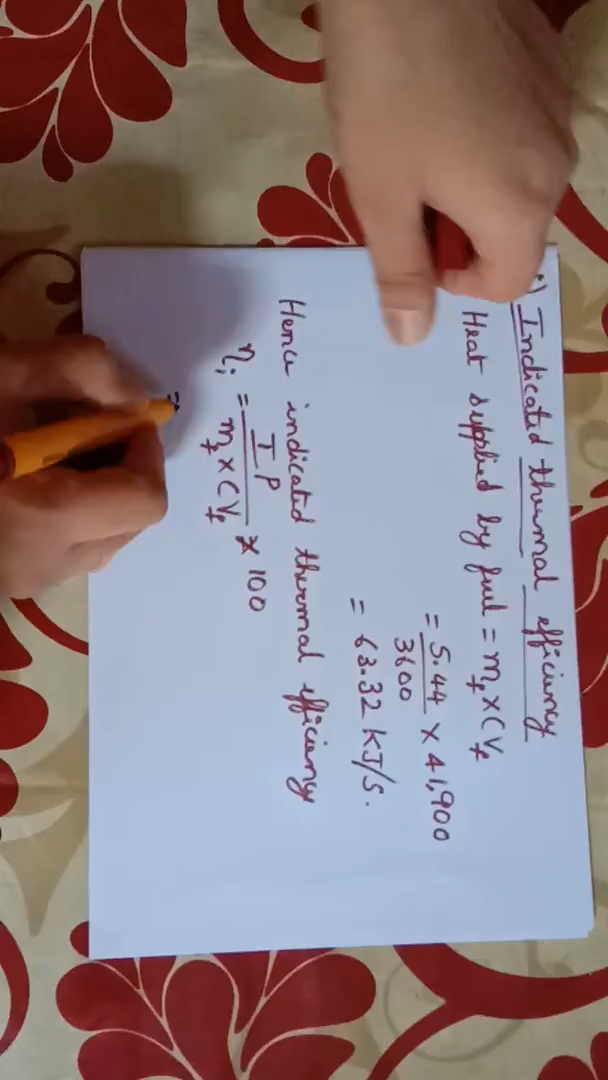 ) Indicated thermal efficiency
Heat supplied by fuel = mf × CVf
= 5.44/3600 × 41,900
= 63.32 KJ/S.
Hence indicated thermal efficiency
ηi = IP/mf × CVf × 100
=